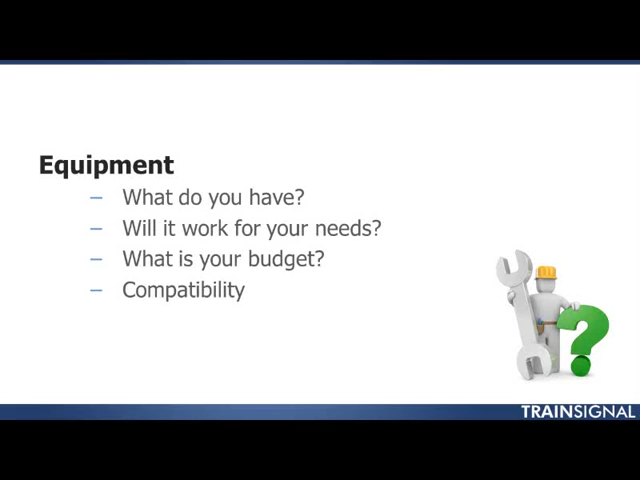 Equipment
– What do you have?
– Will it work for your needs?
– What is your budget?
– Compatibility
?
TRAINSIGNAL